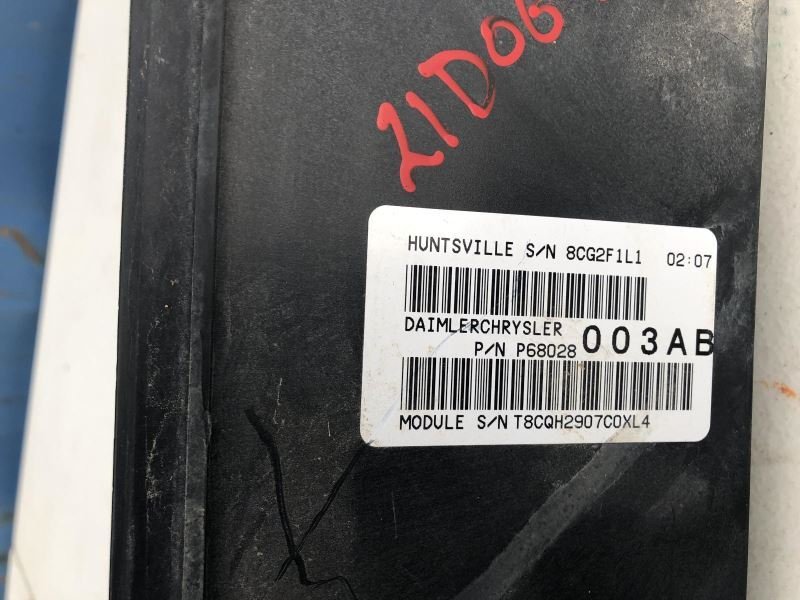 21D06
HUNTSVILLE S/N 8CG2F1L1 02:07
DAIMLERCHRYSLER
P/N P68028 003AB
MODULE S/N T8CQH2907C0XL4